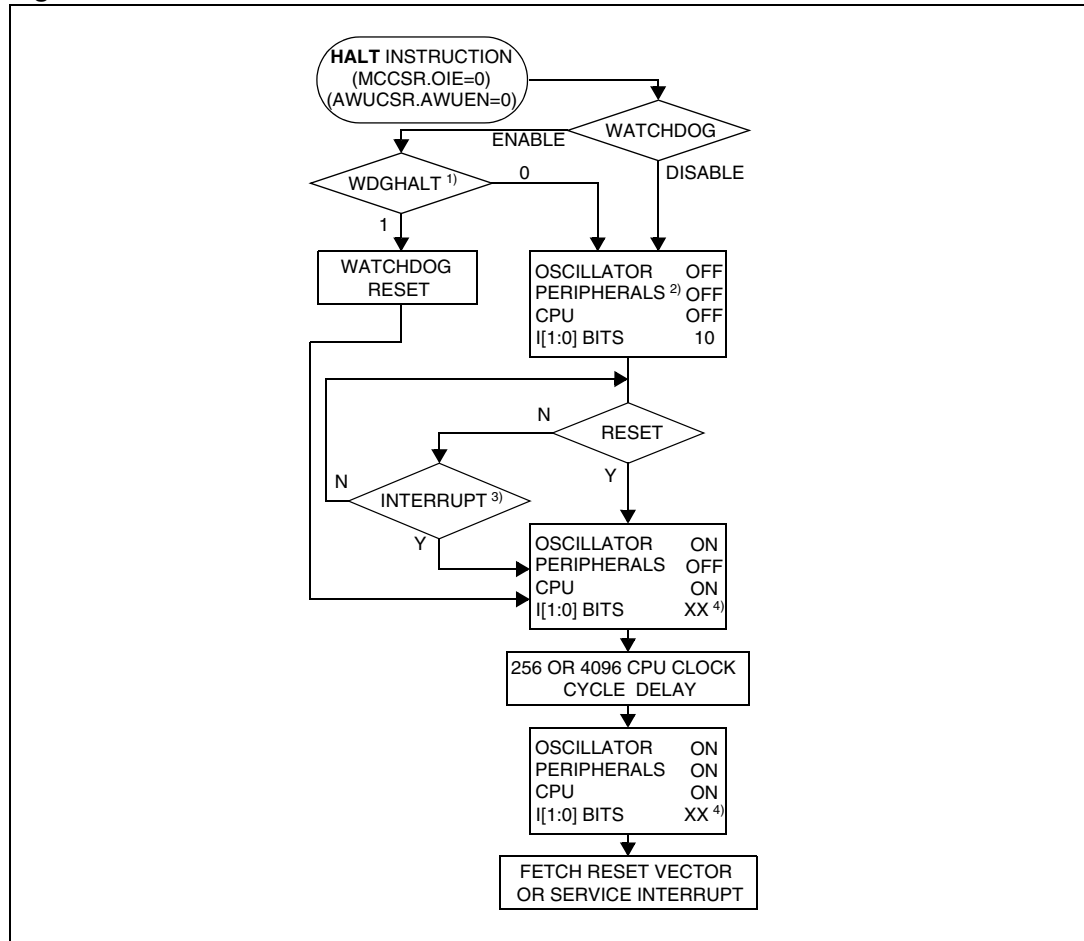 HALT INSTRUCTION
(MCCSR.OIE=0)
(AWUCSR.AWUEN=0)
WATCHDOG
ENABLE
DISABLE
WDGHALT 1)
0
1
WATCHDOG
RESET
OSCILLATOR OFF
PERIPHERALS 2) OFF
CPU OFF
I[1:0] BITS 10
RESET
N
Y
INTERRUPT 3)
N
Y
OSCILLATOR ON
PERIPHERALS OFF
CPU ON
I[1:0] BITS XX 4)
256 OR 4096 CPU CLOCK
CYCLE DELAY
OSCILLATOR ON
PERIPHERALS ON
CPU ON
I[1:0] BITS XX 4)
FETCH RESET VECTOR
OR SERVICE INTERRUPT